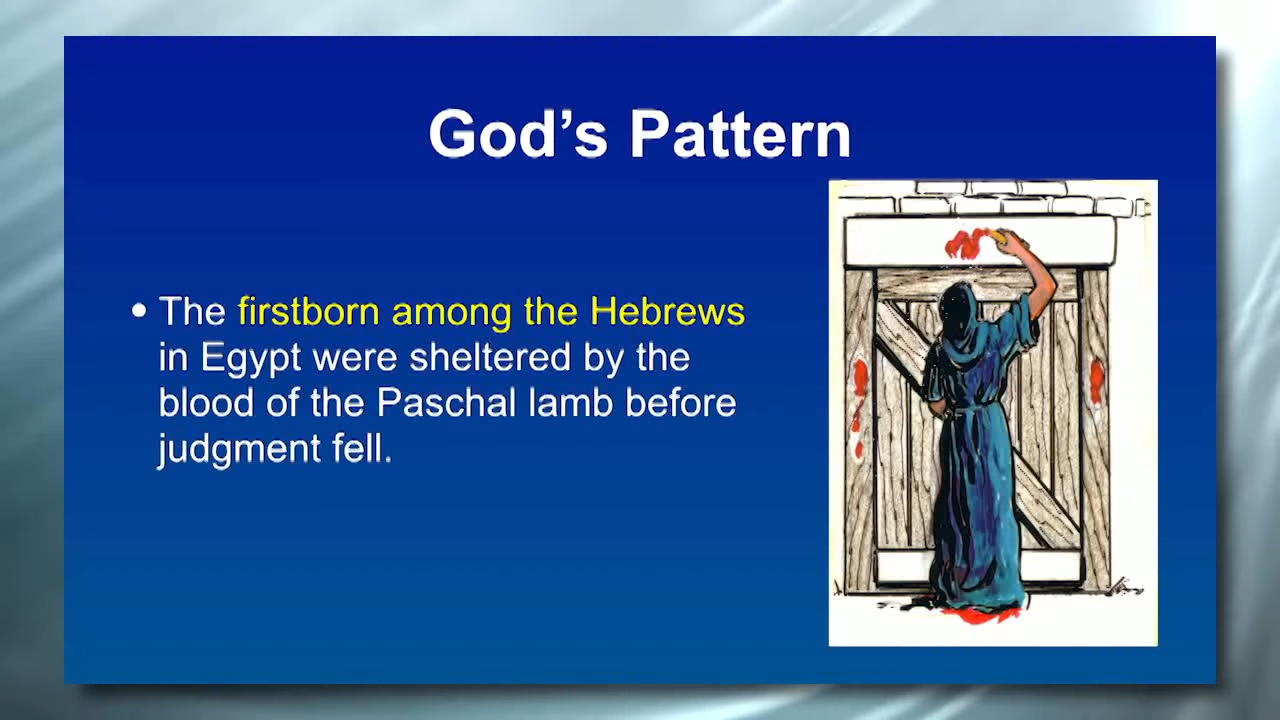 God’s Pattern
• The firstborn among the Hebrews
in Egypt were sheltered by the
blood of the Paschal lamb before
judgment fell.